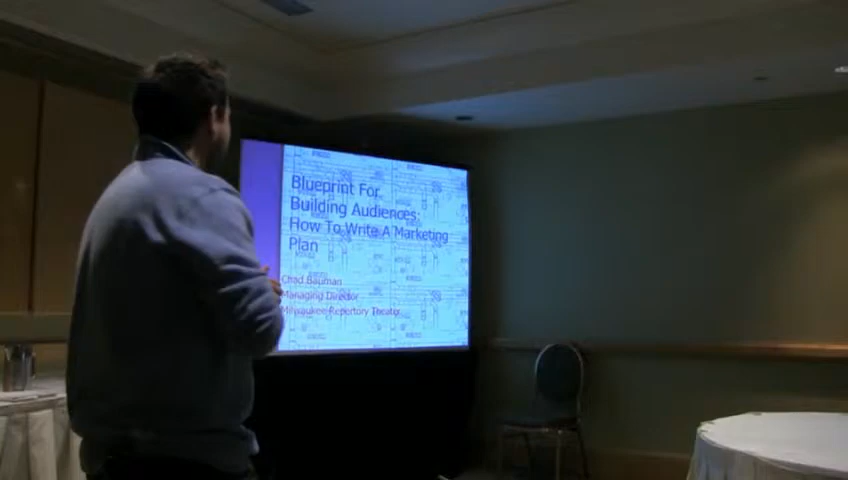 Blueprint For
Building Audiences:
How To Write A Marketing
Plan
Chad Bauman
Managing Director
Milwaukee Repertory Theater